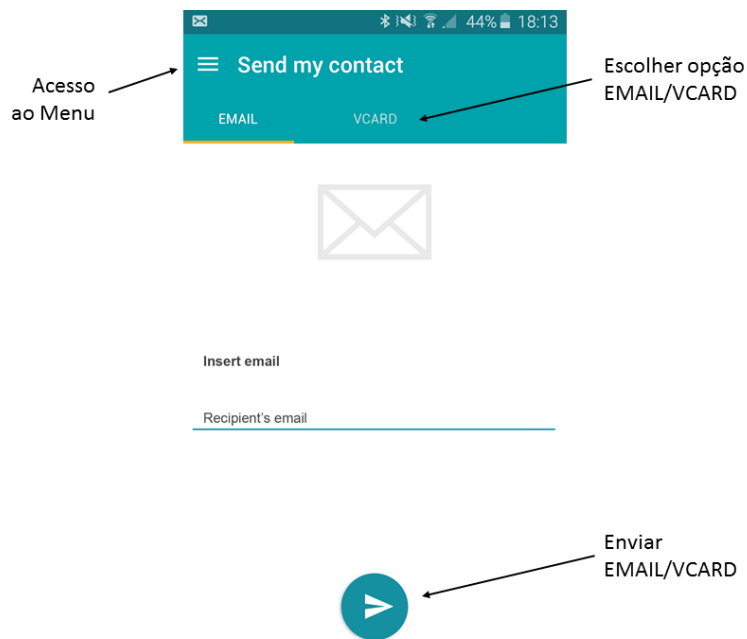 44% 18:13
Send my contact
Acesso
ao Menu
Escolher opção
EMAIL/VCARD
EMAIL VCARD
Insert email
Recipient's email
Enviar
EMAIL/VCARD